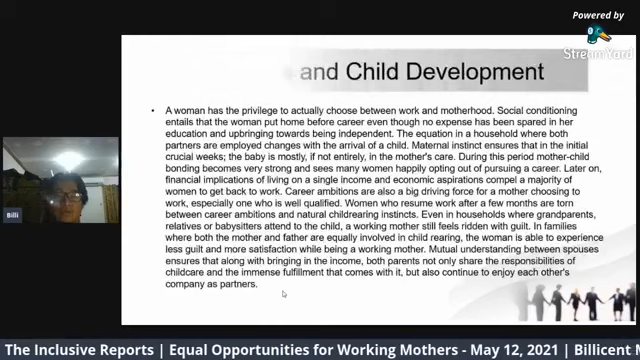 Powered by
StreamYard
and Child Development
• A woman has the privilege to actually choose between work and motherhood. Social conditioning
entails that the woman put home before career even though no expense has been spared in her
education and upbringing towards being independent. The equation in a household where both
partners are employed changes with the arrival of a child. Maternal instinct ensures that in the initial
crucial weeks; the baby is mostly, if not entirely, in the mother's care. During this period mother-child
bonding becomes very strong and sees many women happily opting out of pursuing a career. Later on,
financial implications of living on a single income and economic aspirations compel a majority of
women to get back to work. Career ambitions are also a big driving force for a mother choosing to
work, especially one who is well qualified. Women who resume work after a few months are torn
between career ambitions and natural childrearing instincts. Even in households where grandparents,
relatives or babysitters attend to the child, a working mother still feels ridden with guilt. In families
where both the mother and father are equally involved in child rearing, the woman is able to experience
less guilt and more satisfaction while being a working mother. Mutual understanding between spouses
ensures that along with bringing in the income, both parents not only share the responsibilities of
childcare and the immense fulfillment that comes with it, but also continue to enjoy each other's
company as partners.
Billi
The Inclusive Reports | Equal Opportunities for Working Mothers - May 12, 2021 | Billicent M